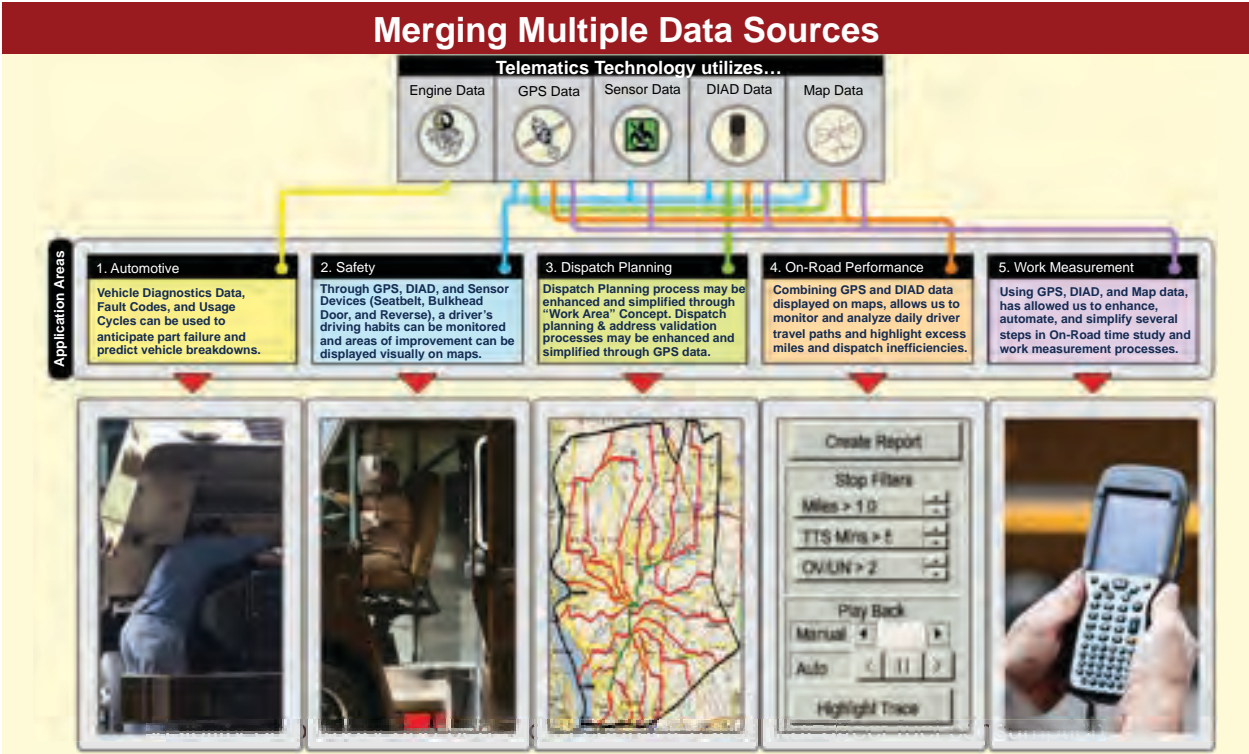 Merging Multiple Data Sources
Telematics Technology utilizes…
Engine Data
GPS Data
Sensor Data
DIAD Data
Map Data
Application Areas
1. Automotive
Vehicle Diagnostics Data,
Fault Codes, and Usage
Cycles can be used to
anticipate part failure and
predict vehicle breakdowns.
2. Safety
Through GPS, DIAD, and Sensor
Devices (Seatbelt, Bulkhead
Door, and Reverse), a driver's
driving habits can be monitored
and areas of improvement can be
displayed visually on maps.
3. Dispatch Planning
Dispatch Planning process may be
enhanced and simplified through
“Work Area” Concept. Dispatch
planning & address validation
processes may be enhanced and
simplified through GPS data.
4. On-Road Performance
Combining GPS and DIAD data
displayed on maps, allows us to
monitor and analyze daily driver
travel paths and highlight excess
miles and dispatch inefficiencies.
5. Work Measurement
Using GPS, DIAD, and Map data,
has allowed us to enhance,
automate, and simplify several
steps in On-Road time study and
work measurement processes.
Create Report
Stop Filters
Miles > 1.0
TTS Mins >
OV/UN > 2
Play Back
Manual
Auto
Highlight Trace